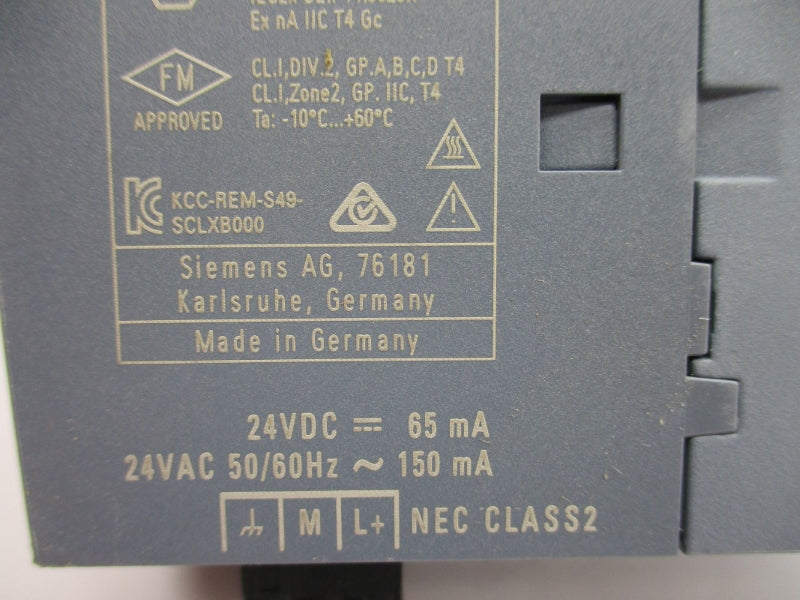 Ex nA IIC T4 Gc
FM
APPROVED
CL.I,DIV.2, GP.A,B,C,D T4
CL.I,Zone2, GP. IIC, T4
Ta: -10°C...+60°C
KCC-REM-S49-
SCLXB000
Siemens AG, 76181
Karlsruhe, Germany
Made in Germany
24VDC ⎓ 65 mA
24VAC 50/60Hz ~ 150 mA
M L+ NEC CLASS2